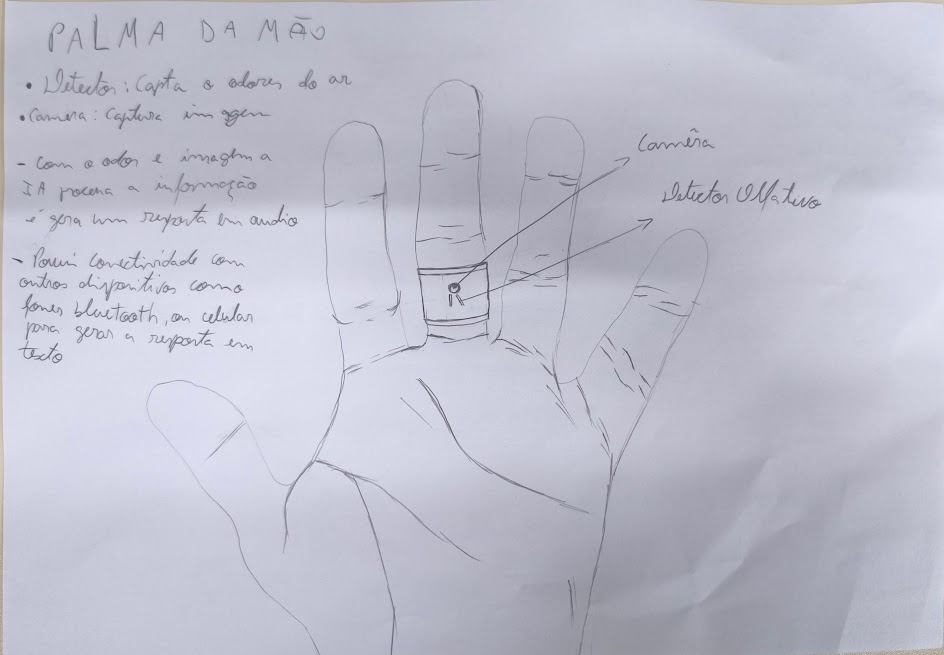 PALMA DA MÃO
• Detector: Capta o odores do ar
• Camera: Captura imagem
- Com o odor e imagem a
IA processa a informação
e gera um resposta em audio
- Possui conectividade com
outros dispositivos como
fones bluetooth, ou celular
para gerar a resposta em
texto
Camêra
Detector Olfativo